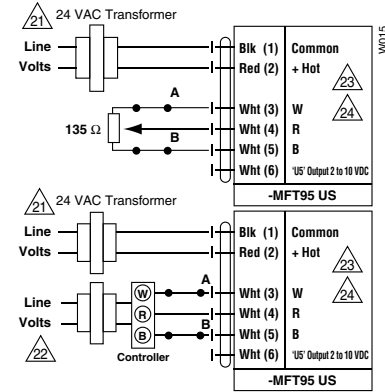 21 24 VAC Transformer
Line
Volts
Blk (1) Common
Red (2) + Hot
23
A
Wht (3) W
24
135 Ω
Wht (4) R
B
Wht (5) B
Wht (6) 'U5' Output 2 to 10 VDC
-MFT95 US
W015
21 24 VAC Transformer
Line
Volts
Blk (1) Common
Red (2) + Hot
23
A
W
Wht (3) W
24
Line
Volts
R
Wht (4) R
B
B
Wht (5) B
22
Controller
Wht (6) 'U5' Output 2 to 10 VDC
-MFT95 US